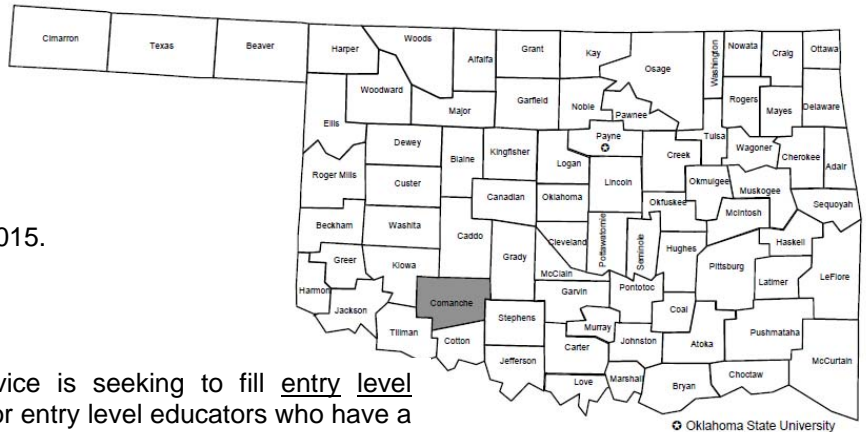 Cimarron
Texas
Beaver
Harper
Woods
Alfalfa
Grant
Kay
Osage
Washington
Nowata
Craig
Ottawa
Woodward
Major
Garfield
Noble
Pawnee
Rogers
Mayes
Delaware
Ellis
Dewey
Blaine
Kingfisher
Logan
Payne
Creek
Tulsa
Wagoner
Cherokee
Adair
Roger Mills
Custer
Canadian
Oklahoma
Lincoln
Okfuskee
Okmulgee
Muskogee
McIntosh
Sequoyah
015.
Beckham
Washita
Caddo
Grady
Cleveland
Pottawatomie
Seminole
Hughes
Pittsburg
Haskell
Latimer
LeFlore
Greer
Kiowa
McClain
Garvin
Pontotoc
Coal
Harmon
Jackson
Comanche
Stephens
Murray
Johnston
Atoka
Pushmataha
Tillman
Cotton
Jefferson
Carter
Love
Marshall
Bryan
Choctaw
McCurtain
vice is seeking to fill entry level
or entry level educators who have a
Oklahoma State University